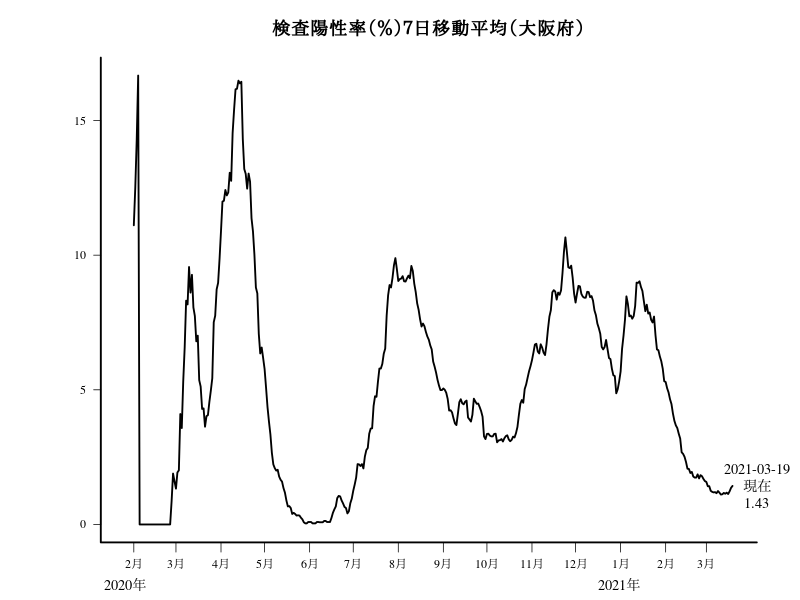 検査陽性率(%)7日移動平均(大阪府)
15
10
5
0
2021-03-19
現在
1.43
2月 3月 4月 5月 6月 7月 8月 9月 10月 11月 12月 1月 2月 3月
2020年 2021年